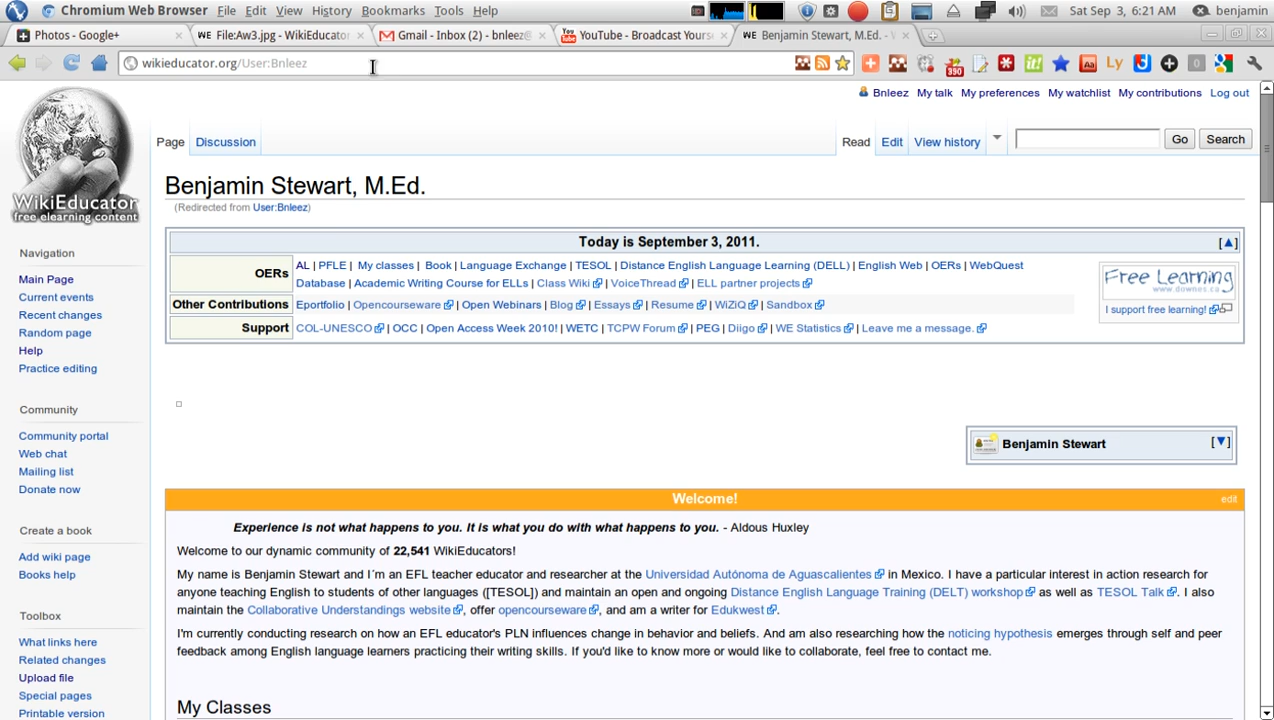 Chromium Web Browser File Edit View History Bookmarks Tools Help Sat Sep 3, 6:21 AM benjamin
Photos - Google+ WE File:Aw3.jpg - WikiEducator Gmail - Inbox (2) - bnleez@ YouTube - Broadcast Yours WE Benjamin Stewart, M.Ed. -
wikieducator.org/User:Bnleez 390 Ly 0
Bnleez My talk My preferences My watchlist My contributions Log out
Page Discussion Read Edit View history Go Search
WikiEducator
free elearning content
Benjamin Stewart, M.Ed.
(Redirected from User:Bnleez)
Today is September 3, 2011. [▲]
OERs AL | PFLE | My classes | Book | Language Exchange | TESOL | Distance English Language Learning (DELL) | English Web | OERs | WebQuest
Database | Academic Writing Course for ELLs | Class Wiki | VoiceThread | ELL partner projects
Other Contributions Eportfolio | Opencourseware | Open Webinars | Blog | Essays | Resume | WiZiQ | Sandbox
Support COL-UNESCO | OCC | Open Access Week 2010! | WETC | TCPW Forum | PEG | Diigo | WE Statistics | Leave me a message.
Free Learning
www.downes.ca
I support free learning!
Navigation
Main Page
Current events
Recent changes
Random page
Help
Practice editing
Community
Community portal
Web chat
Mailing list
Donate now
Create a book
Add wiki page
Books help
Toolbox
What links here
Related changes
Upload file
Special pages
Printable version
Benjamin Stewart [▼]
Welcome! edit
Experience is not what happens to you. It is what you do with what happens to you. - Aldous Huxley
Welcome to our dynamic community of 22,541 WikiEducators!
My name is Benjamin Stewart and I´m an EFL teacher educator and researcher at the Universidad Autónoma de Aguascalientes in Mexico. I have a particular interest in action research for
anyone teaching English to students of other languages ([TESOL]) and maintain an open and ongoing Distance English Language Training (DELT) workshop as well as TESOL Talk. I also
maintain the Collaborative Understandings website, offer opencourseware, and am a writer for Edukwest.
I'm currently conducting research on how an EFL educator's PLN influences change in behavior and beliefs. And am also researching how the noticing hypothesis emerges through self and peer
feedback among English language learners practicing their writing skills. If you'd like to know more or would like to collaborate, feel free to contact me.
My Classes